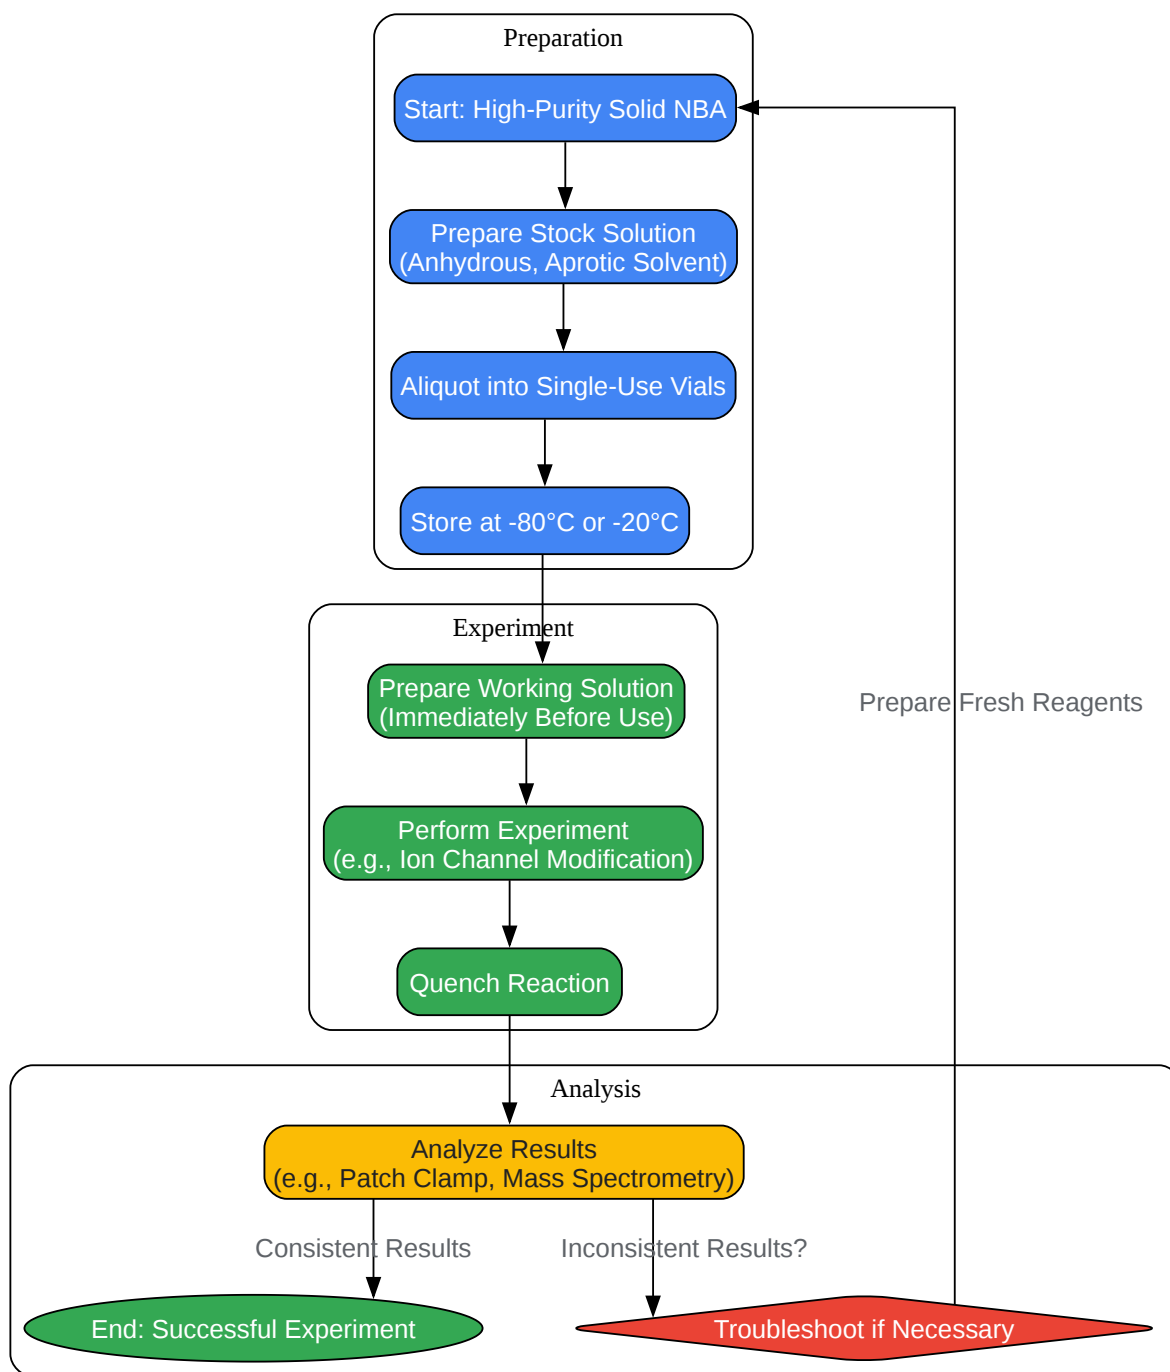 Preparation
Start: High-Purity Solid NBA
Prepare Stock Solution
(Anhydrous, Aprotic Solvent)
Aliquot into Single-Use Vials
Store at -80°C or -20°C
Experiment
Prepare Working Solution
(Immediately Before Use)
Prepare Fresh Reagents
Perform Experiment
(e.g., Ion Channel Modification)
Quench Reaction
Analysis
Analyze Results
(e.g., Patch Clamp, Mass Spectrometry)
Consistent Results
Inconsistent Results?
End: Successful Experiment
Troubleshoot if Necessary